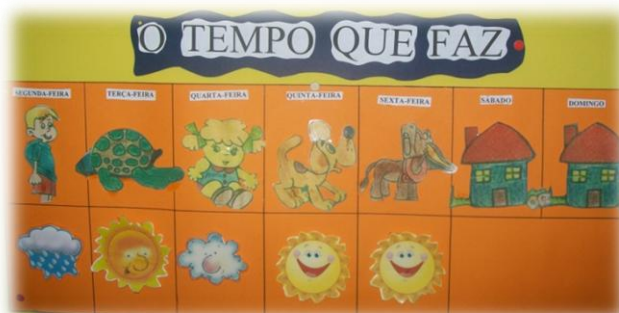 O TEMPO QUE FAZ
SEGUNDA-FEIRA
TERÇA-FEIRA
QUARTA-FEIRA
QUINTA-FEIRA
SEXTA-FEIRA
SÁBADO
DOMINGO